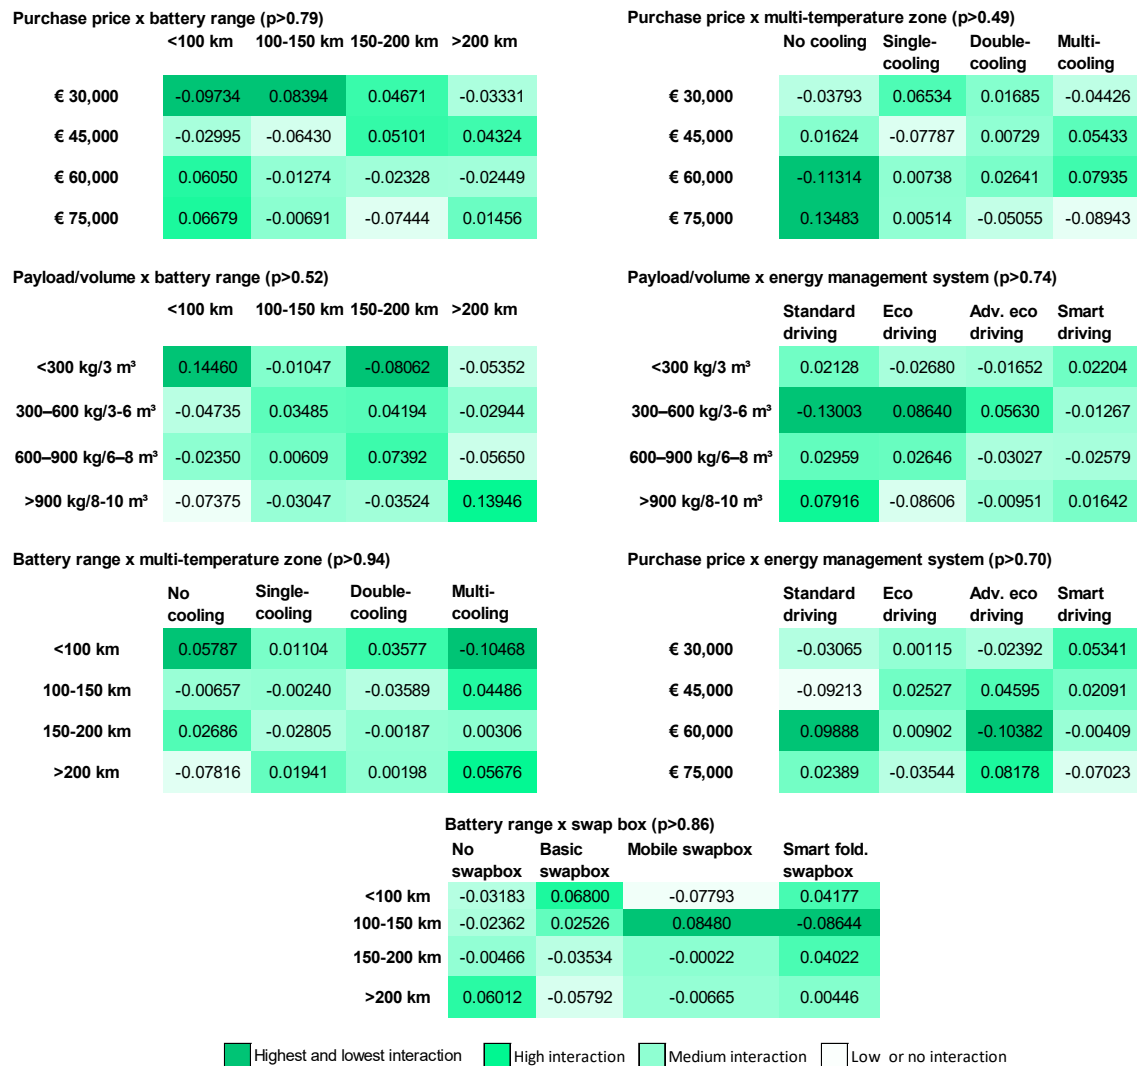 Purchase price x battery range (p>0.79)
<100 km 100-150 km 150-200 km >200 km
€ 30,000 -0.09734 0.08394 0.04671 -0.03331
€ 45,000 -0.02995 -0.06430 0.05101 0.04324
€ 60,000 0.06050 -0.01274 -0.02328 -0.02449
€ 75,000 0.06679 -0.00691 -0.07444 0.01456
Purchase price x multi-temperature zone (p>0.49)
No cooling Single- Double- Multi-
cooling cooling cooling
€ 30,000 -0.03793 0.06534 0.01685 -0.04426
€ 45,000 0.01624 -0.07787 0.00729 0.05433
€ 60,000 -0.11314 0.00738 0.02641 0.07935
€ 75,000 0.13483 0.00514 -0.05055 -0.08943
Payload/volume x battery range (p>0.52)
<100 km 100-150 km 150-200 km >200 km
<300 kg/3 m³ 0.14460 -0.01047 -0.08062 -0.05352
300–600 kg/3-6 m³ -0.04735 0.03485 0.04194 -0.02944
600–900 kg/6–8 m³ -0.02350 0.00609 0.07392 -0.05650
>900 kg/8-10 m³ -0.07375 -0.03047 -0.03524 0.13946
Payload/volume x energy management system (p>0.74)
Standard Eco Adv. eco Smart
driving driving driving driving
<300 kg/3 m³ 0.02128 -0.02680 -0.01652 0.02204
300–600 kg/3-6 m³ -0.13003 0.08640 0.05630 -0.01267
600–900 kg/6–8 m³ 0.02959 0.02646 -0.03027 -0.02579
>900 kg/8-10 m³ 0.07916 -0.08606 -0.00951 0.01642
Battery range x multi-temperature zone (p>0.94)
No Single- Double- Multi-
cooling cooling cooling cooling
<100 km 0.05787 0.01104 0.03577 -0.10468
100-150 km -0.00657 -0.00240 -0.03589 0.04486
150-200 km 0.02686 -0.02805 -0.00187 0.00306
>200 km -0.07816 0.01941 0.00198 0.05676
Purchase price x energy management system (p>0.70)
Standard Eco Adv. eco Smart
driving driving driving driving
€ 30,000 -0.03065 0.00115 -0.02392 0.05341
€ 45,000 -0.09213 0.02527 0.04595 0.02091
€ 60,000 0.09888 0.00902 -0.10382 -0.00409
€ 75,000 0.02389 -0.03544 0.08178 -0.07023
Battery range x swap box (p>0.86)
No Basic Mobile swapbox Smart fold.
swapbox swapbox swapbox
<100 km -0.03183 0.06800 -0.07793 0.04177
100-150 km -0.02362 0.02526 0.08480 -0.08644
150-200 km -0.00466 -0.03534 -0.00022 0.04022
>200 km 0.06012 -0.05792 -0.00665 0.00446
Highest and lowest interaction High interaction Medium interaction Low or no interaction